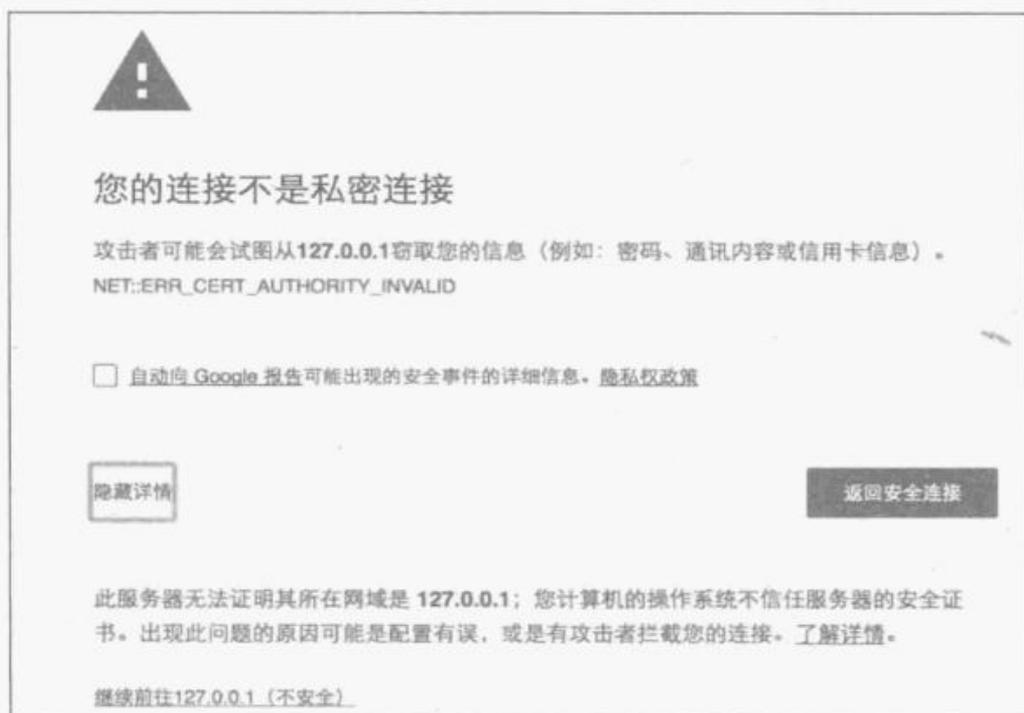 您的连接不是私密连接
攻击者可能会试图从127.0.0.1窃取您的信息（例如：密码、通讯内容或信用卡信息）。
NET::ERR_CERT_AUTHORITY_INVALID
自动向 Google 报告可能出现的安全事件的详细信息。隐私权政策
隐藏详情
返回安全连接
此服务器无法证明其所在网域是 127.0.0.1；您计算机的操作系统不信任服务器的安全证
书。出现此问题的原因可能是配置有误，或是有攻击者拦截您的连接。了解详情。
继续前往127.0.0.1（不安全）